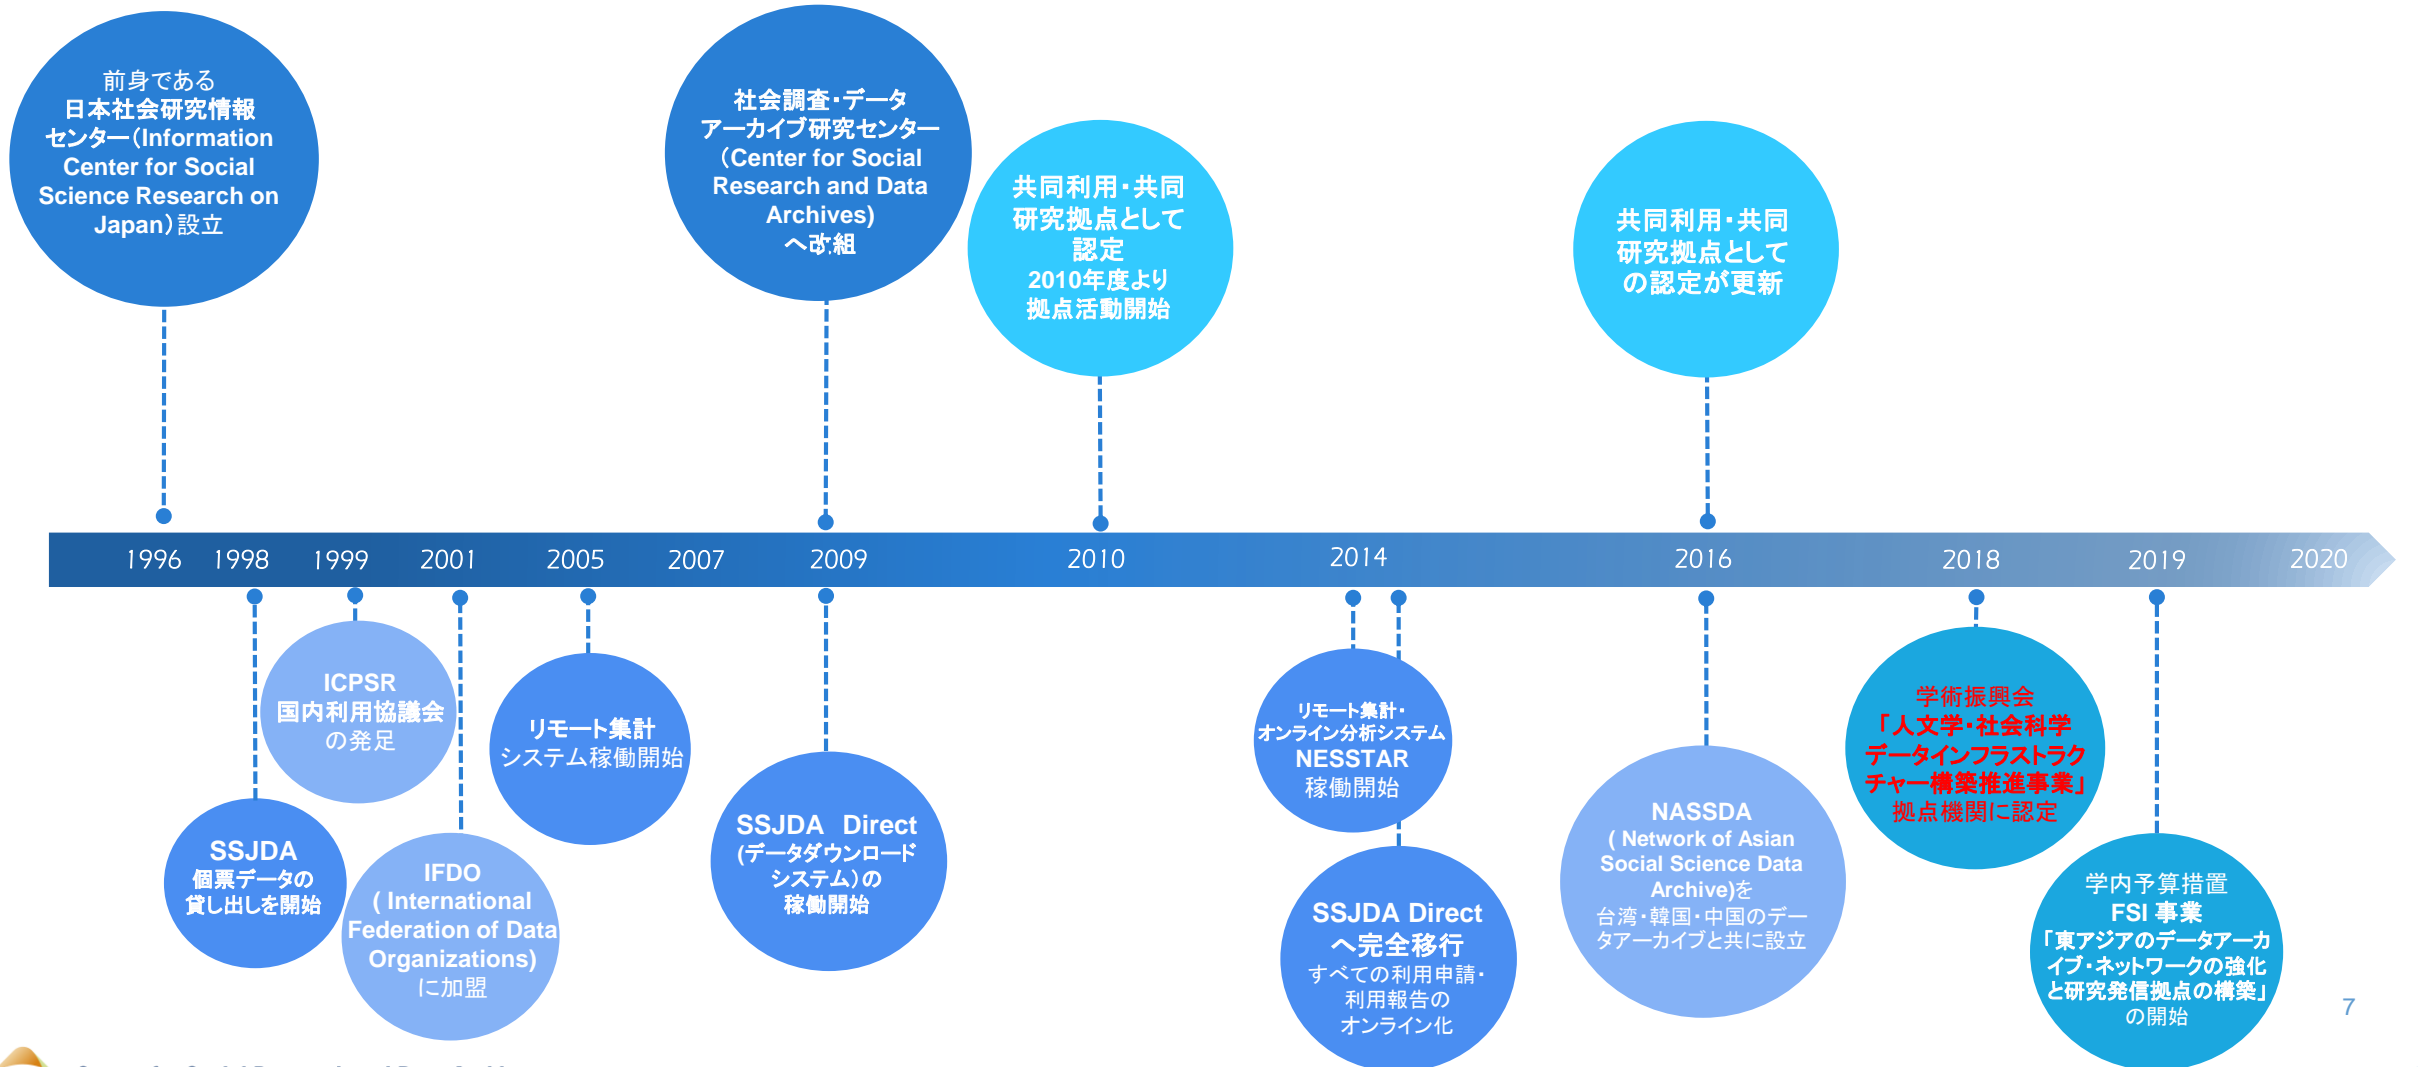 前身である
日本社会研究情報
センター（Information
Center for Social
Science Research on
Japan）設立
社会調査・データ
アーカイブ研究センター
（Center for Social
Research and Data
Archives)
へ改組
共同利用・共同
研究拠点として
認定
2010年度より
拠点活動開始
共同利用・共同
研究拠点として
の認定が更新
1996 1998 1999 2001 2005 2007 2009 2010 2014 2016 2018 2019 2020
SSJDA
個票データの
貸し出しを開始
ICPSR
国内利用協議会
の発足
IFDO
( International
Federation of Data
Organizations)
に加盟
リモート集計
システム稼働開始
SSJDA Direct
(データダウンロード
システム）の
稼働開始
リモート集計・
オンライン分析システム
NESSTAR
稼働開始
SSJDA Direct
へ完全移行
すべての利用申請・
利用報告の
オンライン化
NASSDA
( Network of Asian
Social Science Data
Archive)を
台湾・韓国・中国のデー
タアーカイブと共に設立
学術振興会
「人文学・社会科学
データインフラストラク
チャー構築推進事業」
拠点機関に認定
学内予算措置
FSI 事業
「東アジアのデータアーカ
イブ・ネットワークの強化
と研究発信拠点の構築」
の開始
7